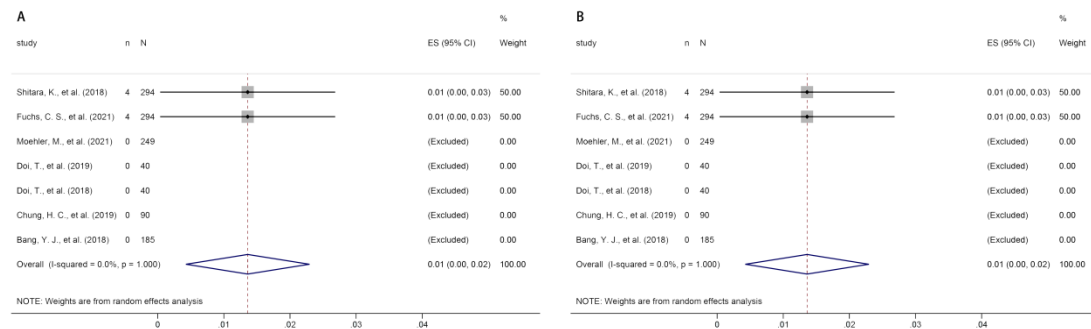 A
%
study n N ES (95% CI) Weight
Shitara, K., et al. (2018) 4 294 0.01 (0.00, 0.03) 50.00
Fuchs, C. S., et al. (2021) 4 294 0.01 (0.00, 0.03) 50.00
Moehler, M., et al. (2021) 0 249 (Excluded) 0.00
Doi, T., et al. (2019) 0 40 (Excluded) 0.00
Doi, T., et al. (2018) 0 40 (Excluded) 0.00
Chung, H. C., et al. (2019) 0 90 (Excluded) 0.00
Bang, Y. J., et al. (2018) 0 185 (Excluded) 0.00
Overall (I-squared = 0.0%, p = 1.000) 0.01 (0.00, 0.02) 100.00
NOTE: Weights are from random effects analysis
0 .01 .02 .03 .04
B
%
study n N ES (95% CI) Weight
Shitara, K., et al. (2018) 4 294 0.01 (0.00, 0.03) 50.00
Fuchs, C. S., et al. (2021) 4 294 0.01 (0.00, 0.03) 50.00
Moehler, M., et al. (2021) 0 249 (Excluded) 0.00
Doi, T., et al. (2019) 0 40 (Excluded) 0.00
Doi, T., et al. (2018) 0 40 (Excluded) 0.00
Chung, H. C., et al. (2019) 0 90 (Excluded) 0.00
Bang, Y. J., et al. (2018) 0 185 (Excluded) 0.00
Overall (I-squared = 0.0%, p = 1.000) 0.01 (0.00, 0.02) 100.00
NOTE: Weights are from random effects analysis
0 .01 .02 .03 .04